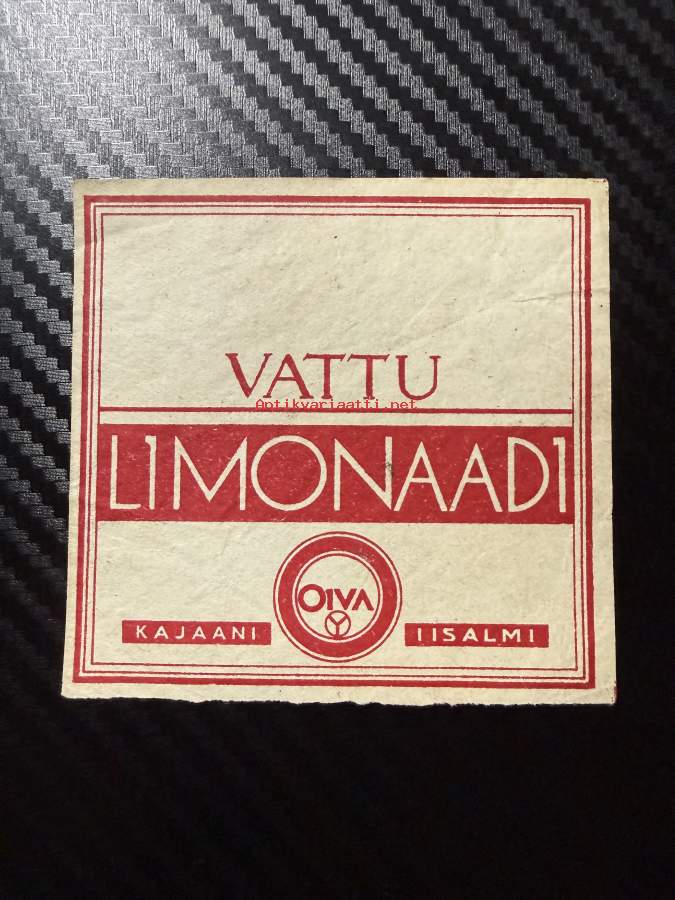 VATTU
Antikvariaatti.net
LIMONAADI
OIVA
Y
KAJAANI IISALMI